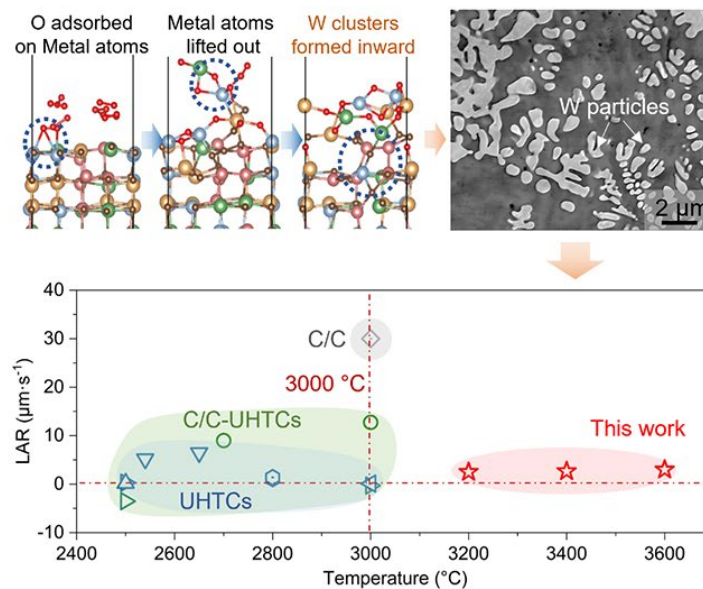 O adsorbed
on Metal atoms
Metal atoms
lifted out
W clusters
formed inward
W particles
2 μm
40
30
20
10
0
-10
LAR (μm·s⁻¹)
C/C
3000 °C
C/C-UHTCs
UHTCs
This work
2400
2600
2800
3000
3200
3400
3600
Temperature (°C)